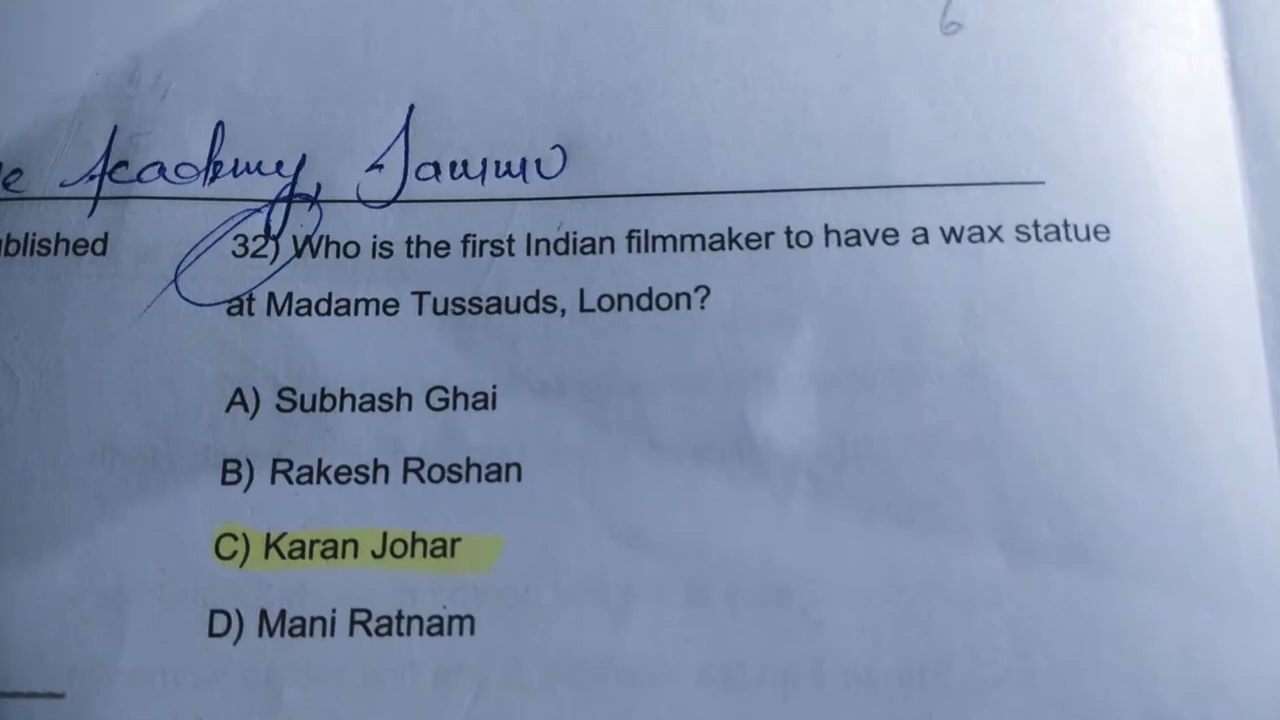 6
e Academy, Jammu
blished
32) Who is the first Indian filmmaker to have a wax statue
at Madame Tussauds, London?
A) Subhash Ghai
B) Rakesh Roshan
C) Karan Johar
D) Mani Ratnam